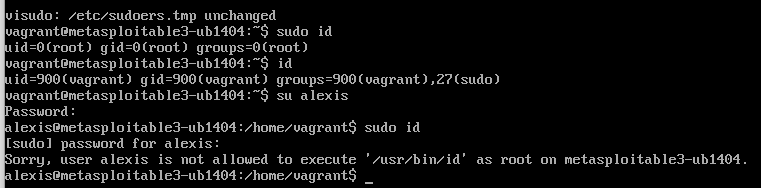 visudo: /etc/sudoers.tmp unchanged
vagrant@metasploitable3-ub1404:~$ sudo id
uid=0(root) gid=0(root) groups=0(root)
vagrant@metasploitable3-ub1404:~$ id
uid=900(vagrant) gid=900(vagrant) groups=900(vagrant),27(sudo)
vagrant@metasploitable3-ub1404:~$ su alexis
Password:
alexis@metasploitable3-ub1404:/home/vagrant$ sudo id
[sudo] password for alexis:
Sorry, user alexis is not allowed to execute '/usr/bin/id' as root on metasploitable3-ub1404.
alexis@metasploitable3-ub1404:/home/vagrant$ _